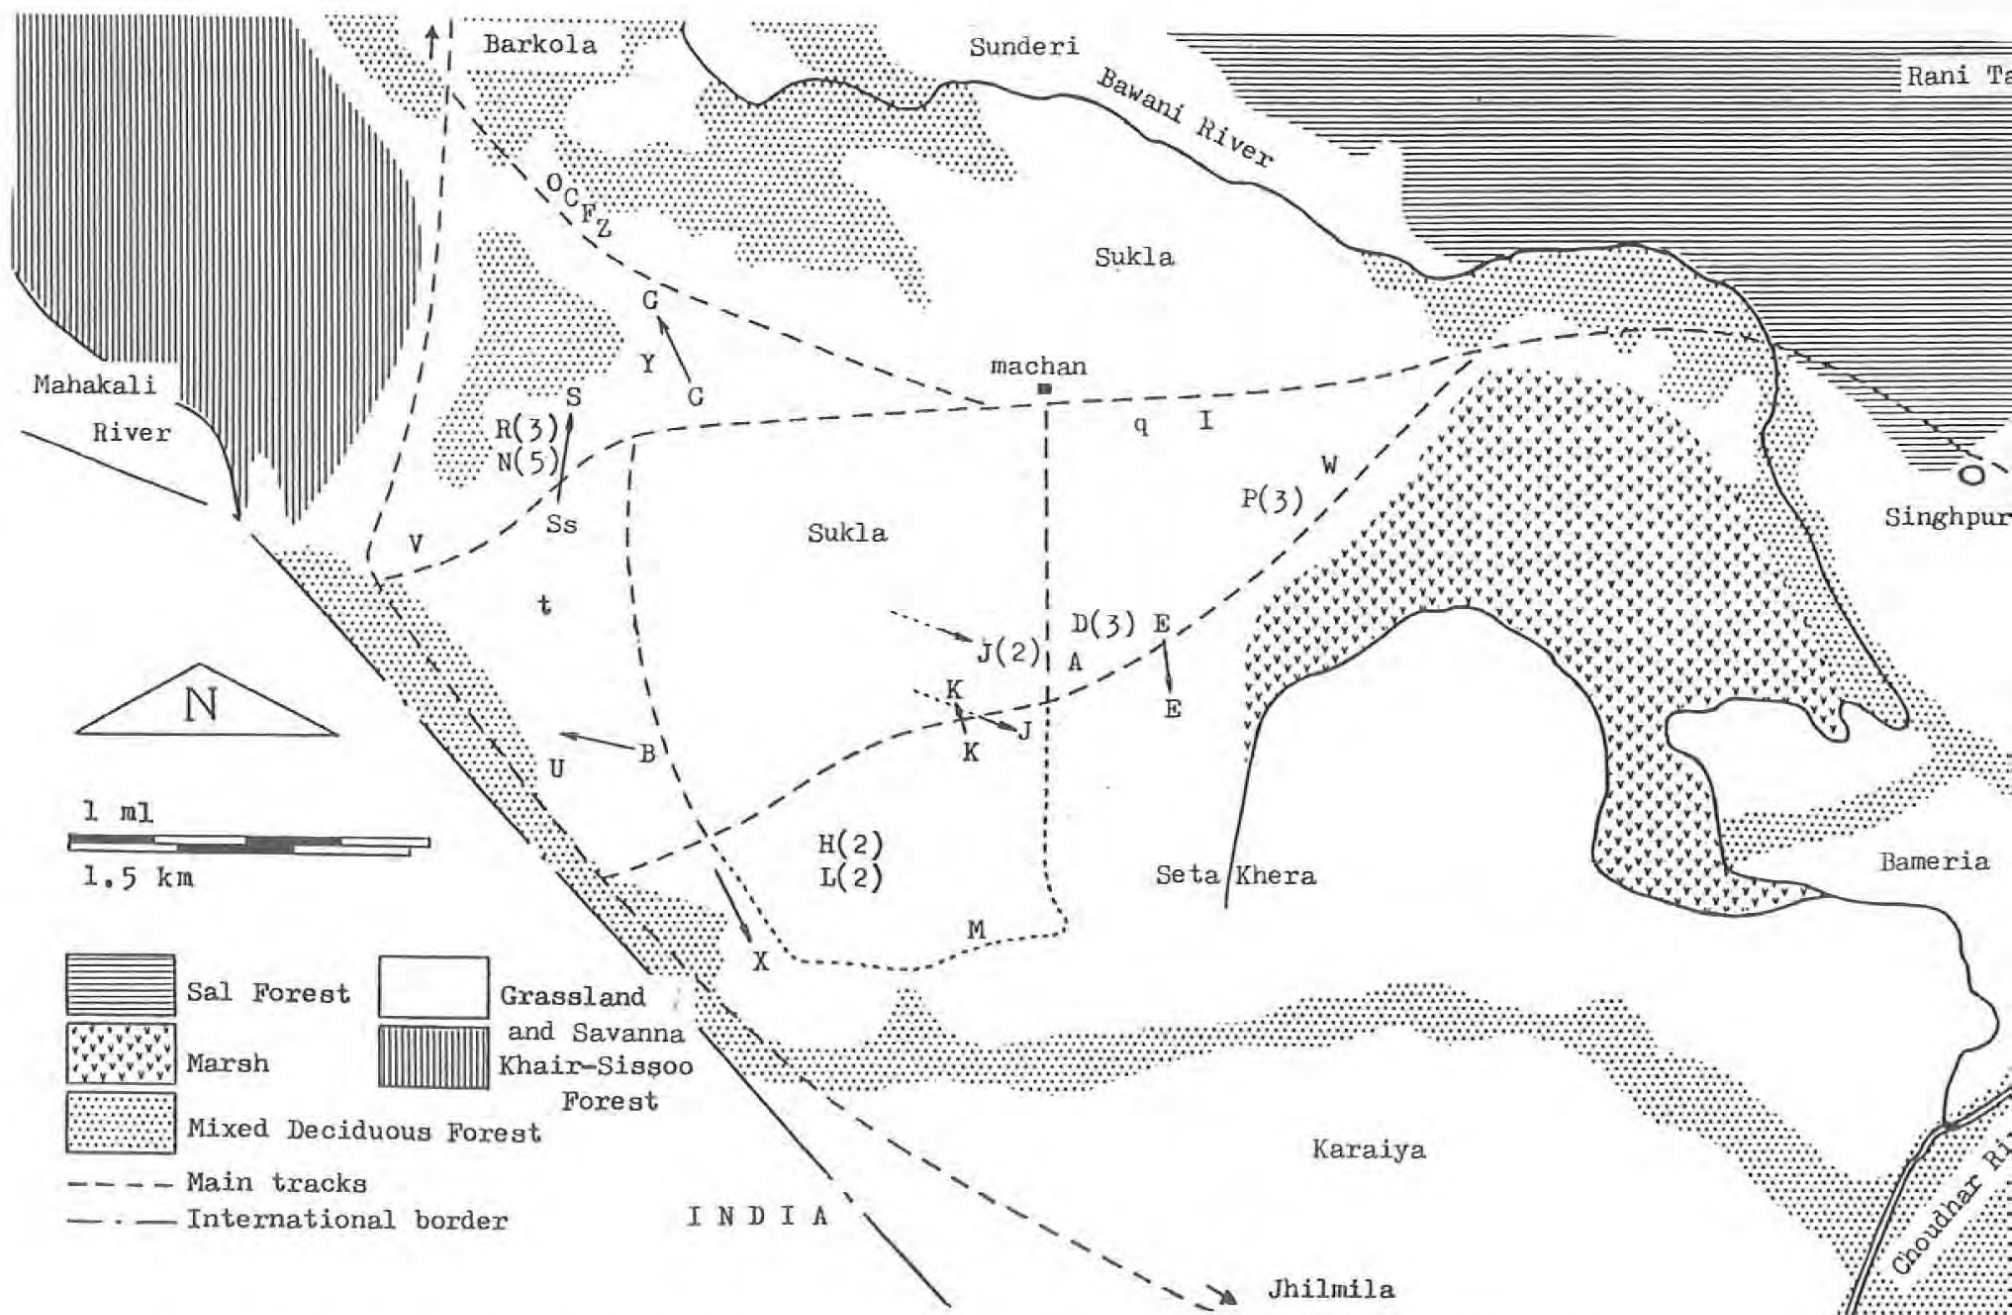 Barkola
Sunderi
Bawani River
Rani Ta
O
C
F
Z
Sukla
G
Y
G
machan
Mahakali
River
S
R(3)
N(5)
q I
W
P(3)
Ss
V
Sukla
Singhpur
t
D(3) E
J(2)
A
K
E
J
K
N
U
B
1 ml
1.5 km
H(2)
L(2)
Seta Khera
Bameria
M
X
Sal Forest
Grassland
and Savanna
Marsh
Khair-Sissoo
Forest
Mixed Deciduous Forest
Main tracks
International border
INDIA
Karaiya
Choudhar Ri
Jhilmila